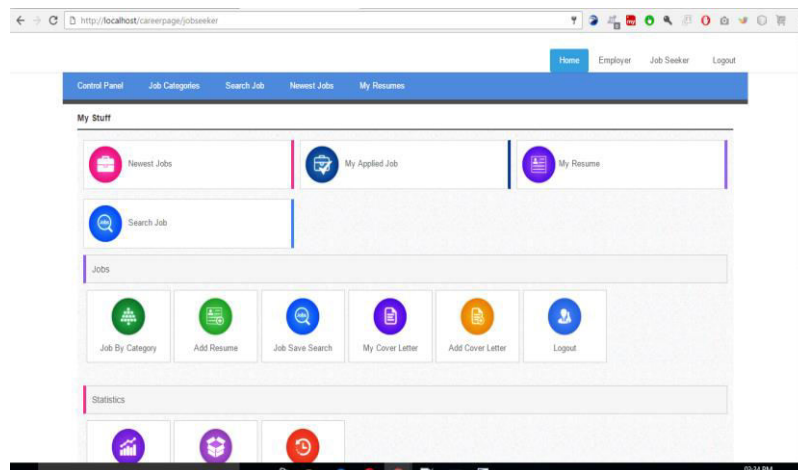 http://localhost/careerpage/jobseeker
Home Employer Job Seeker Logout
Control Panel Job Categories Search Job Newest Jobs My Resumes
My Stuff
Newest Jobs My Applied Job My Resume
Search Job
Jobs
Job By Category Add Resume Job Save Search My Cover Letter Add Cover Letter Logout
Statistics